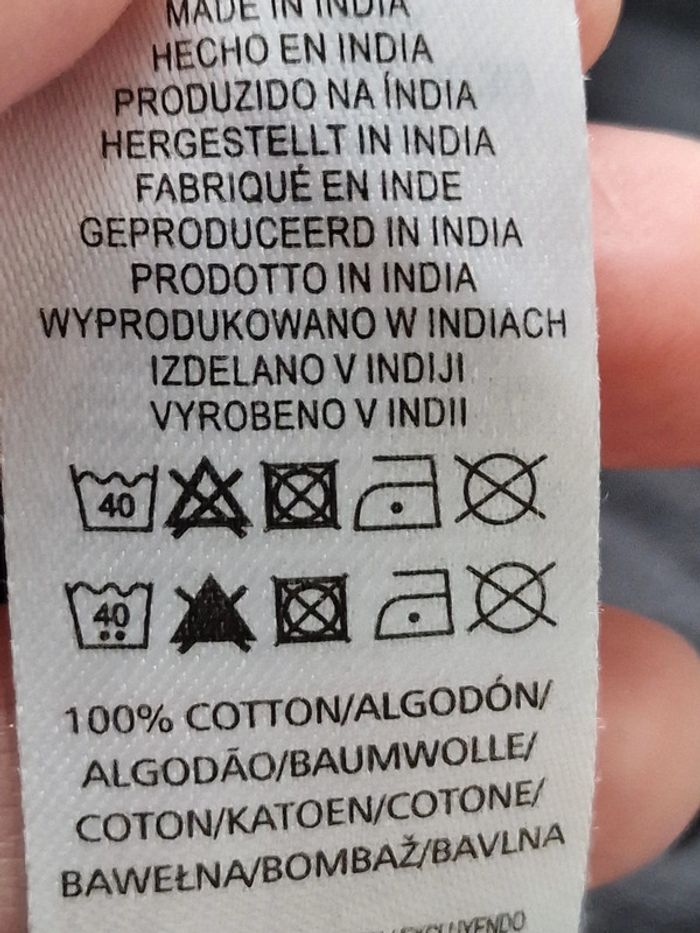 MADE IN INDIA
HECHO EN INDIA
PRODUZIDO NA ÍNDIA
HERGESTELLT IN INDIA
FABRIQUÉ EN INDE
GEPRODUCEERD IN INDIA
PRODOTTO IN INDIA
WYPRODUKOWANO W INDIACH
IZDELANO V INDIJI
VYROBENO V INDII
40
40
100% COTTON/ALGODÓN/
ALGODÃO/BAUMWOLLE/
COTON/KATOEN/COTONE/
BAWEŁNA/BOMBAŽ/BAVLNA